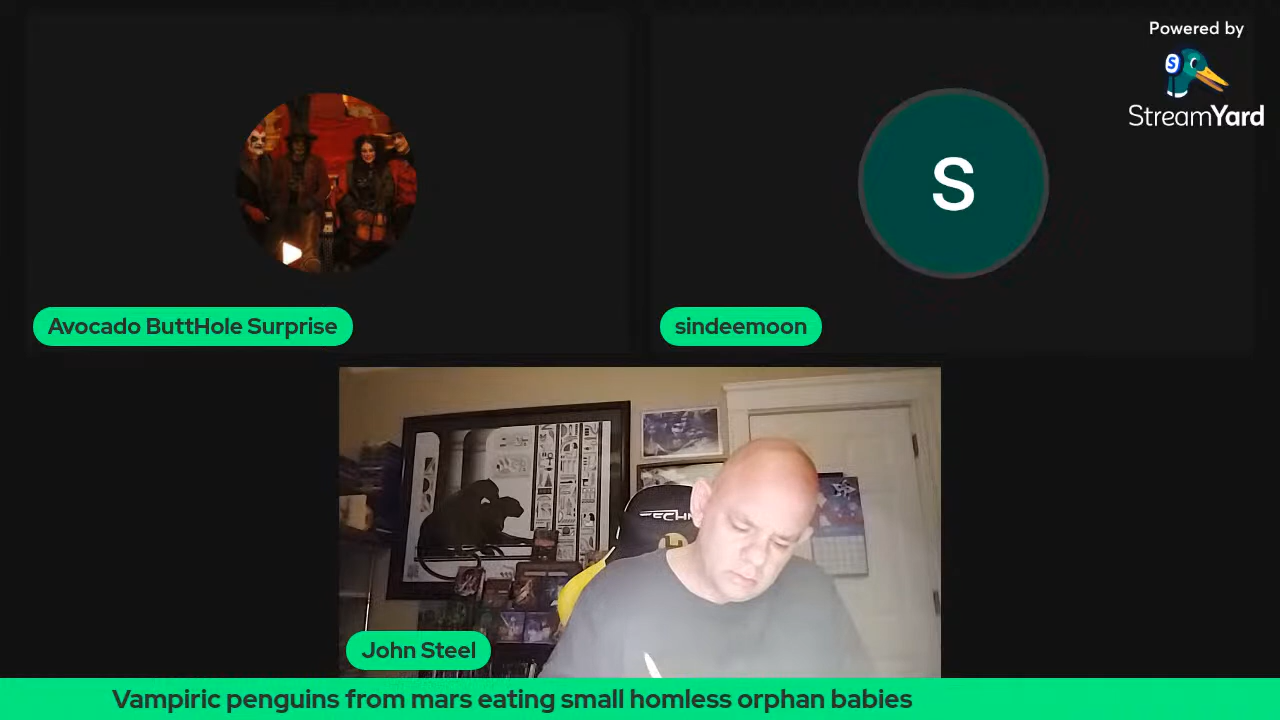 Powered by
S
StreamYard
S
Avocado ButtHole Surprise
sindeemoon
John Steel
Vampiric penguins from mars eating small homless orphan babies